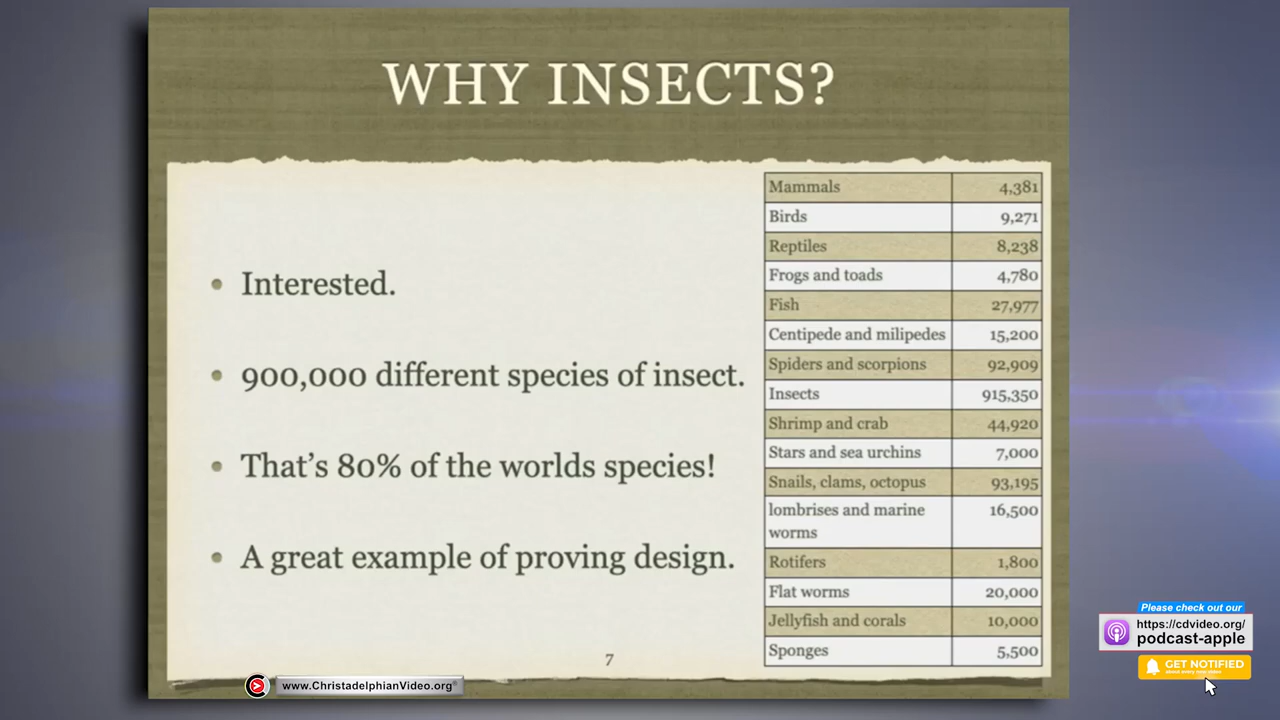 WHY INSECTS?
• Interested.
• 900,000 different species of insect.
• That's 80% of the worlds species!
• A great example of proving design.
Mammals 4,381
Birds 9,271
Reptiles 8,238
Frogs and toads 4,780
Fish 27,977
Centipede and milipedes 15,200
Spiders and scorpions 92,909
Insects 915,350
Shrimp and crab 44,920
Stars and sea urchins 7,000
Snails, clams, octopus 93,195
lombrises and marine 16,500
worms
Rotifers 1,800
Flat worms 20,000
Jellyfish and corals 10,000
Sponges 5,500
7
www.ChristadelphianVideo.org
Please check out our
https://cdvideo.org/
podcast-apple
GET NOTIFIED
about every new video